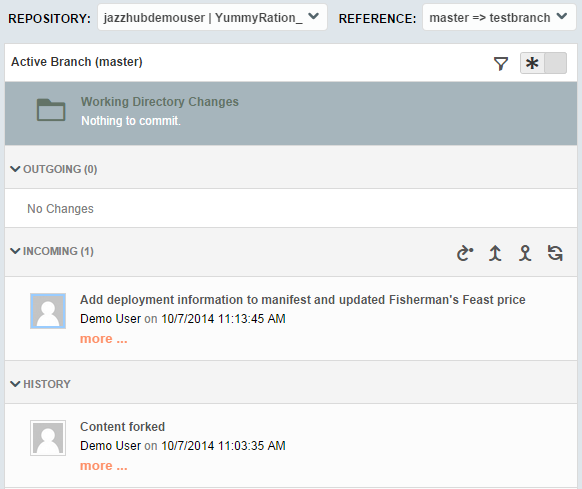 REPOSITORY: jazzhubdemouser | YummyRation_ REFERENCE: master => testbranch
Active Branch (master)
Working Directory Changes
Nothing to commit.
OUTGOING (0)
No Changes
INCOMING (1)
Add deployment information to manifest and updated Fisherman's Feast price
Demo User on 10/7/2014 11:13:45 AM
more ...
HISTORY
Content forked
Demo User on 10/7/2014 11:03:35 AM
more ...